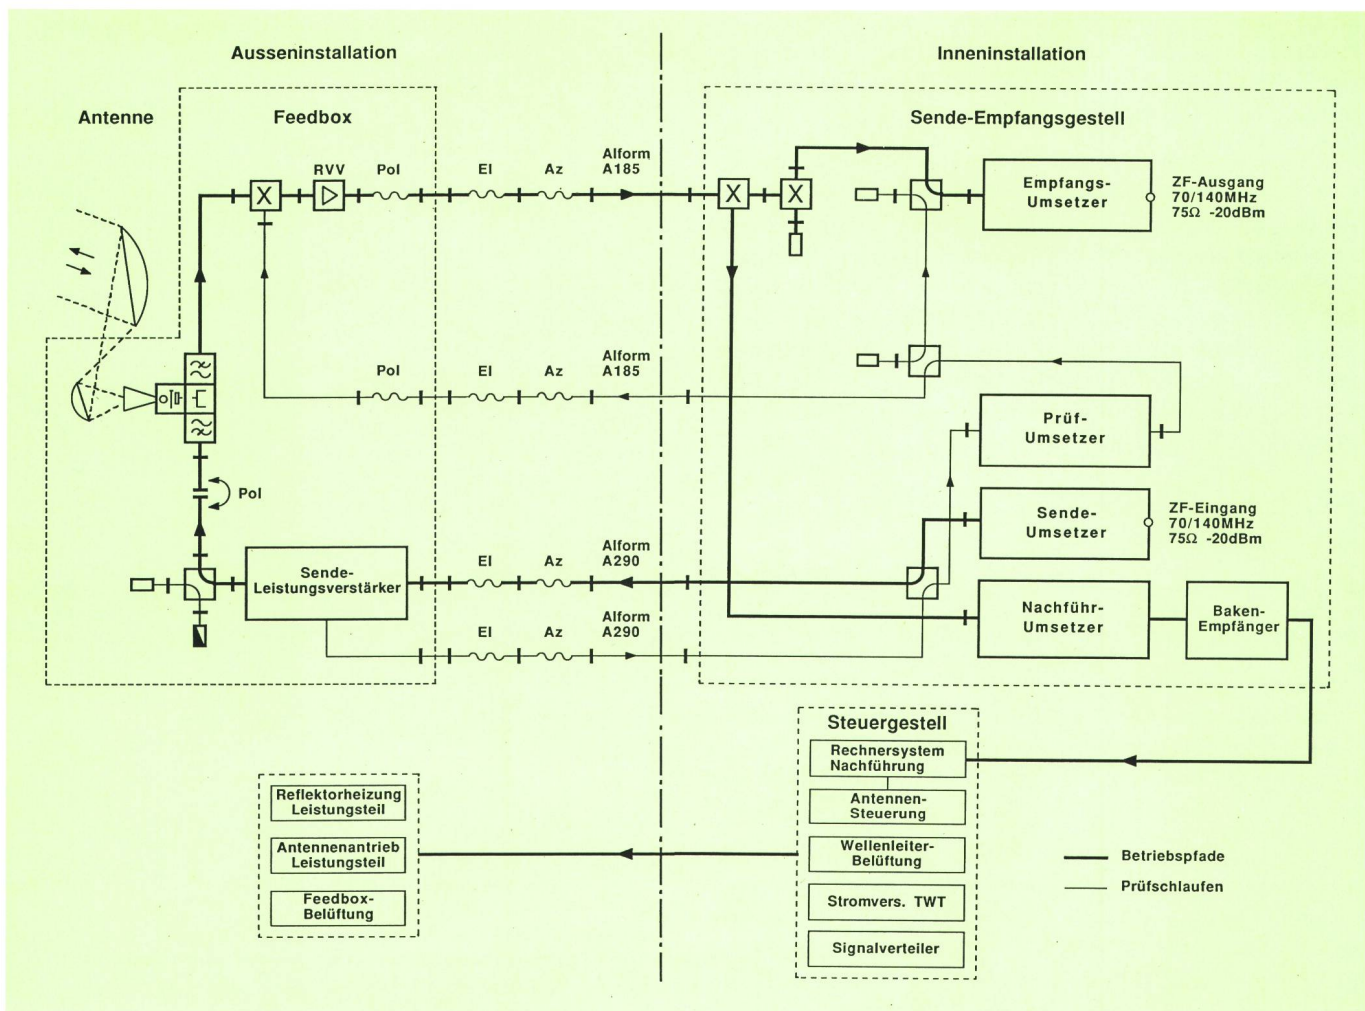 Ausseninstallation
Inneninstallation
Antenne
Feedbox
Sende-Empfangsgestell
RVV
Pol
El
Az
Alform
A185
X
X
X
Empfangs-
Umsetzer
ZF-Ausgang
70/140MHz
75Ω -20dBm
Pol
El
Az
Alform
A185
Prüf-
Umsetzer
Pol
Sende-
Umsetzer
ZF-Eingang
70/140MHz
75Ω -20dBm
Sende-
Leistungsverstärker
El
Az
Alform
A290
El
Az
Alform
A290
Nachführ-
Umsetzer
Baken-
Empfänger
Steuergestell
Rechnersystem
Nachführung
Antennen-
Steuerung
Wellenleiter-
Belüftung
Stromvers. TWT
Signalverteiler
Reflektorheizung
Leistungsteil
Antennenantrieb
Leistungsteil
Feedbox-
Belüftung
Betriebspfade
Prüfschlaufen